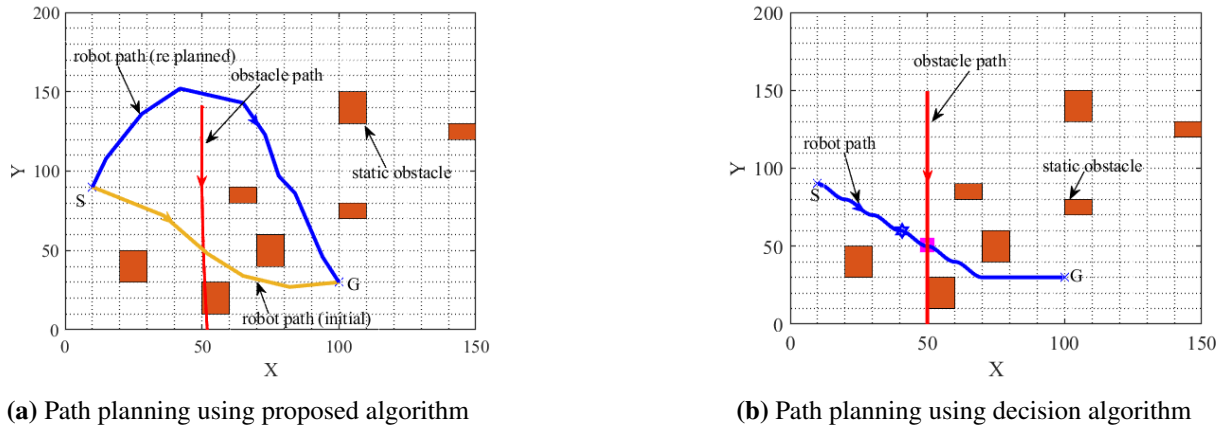 200
150
100
50
0
Y
robot path (re planned)
obstacle path
static obstacle
S
G
robot path (initial)
0 50 100 150
X
(a) Path planning using proposed algorithm
200
150
100
50
0
Y
obstacle path
robot path
static obstacle
S
G
0 50 100 150
X
(b) Path planning using decision algorithm